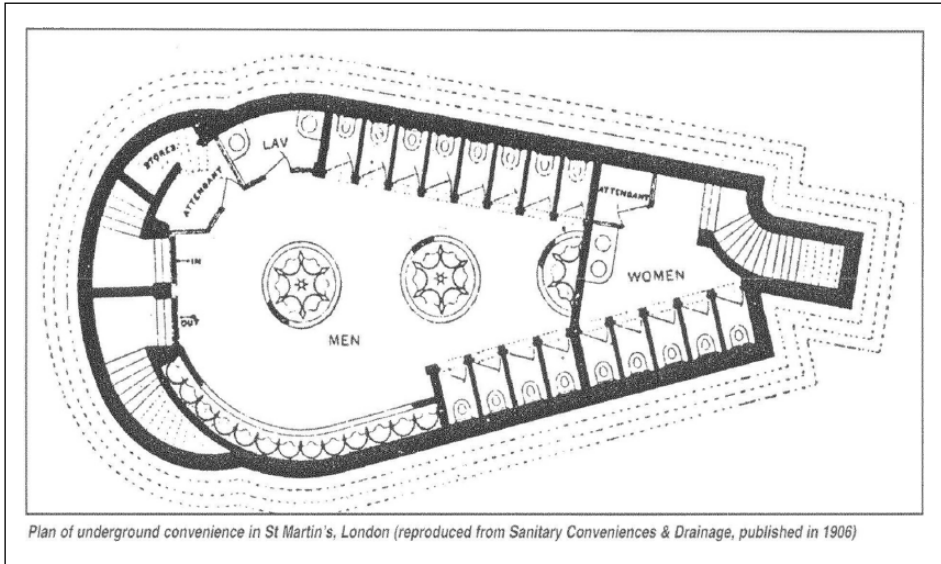 STORES
LAV
ATTENDANT
ATTENDANT
IN
WOMEN
OUT
MEN
Plan of underground convenience in St Martin's, London (reproduced from Sanitary Conveniences & Drainage, published in 1906)